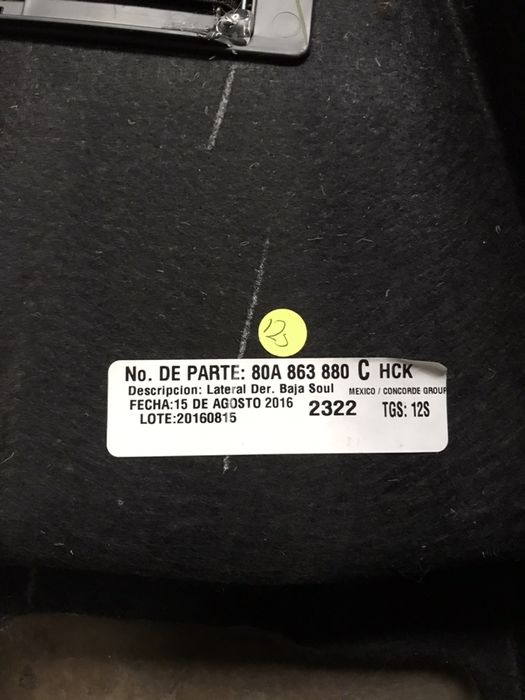 No. DE PARTE: 80A 863 880 C HCK
Descripcion: Lateral Der. Baja Soul MEXICO / CONCORDE GROUP
FECHA:15 DE AGOSTO 2016 2322 TGS: 12S
LOTE:20160815